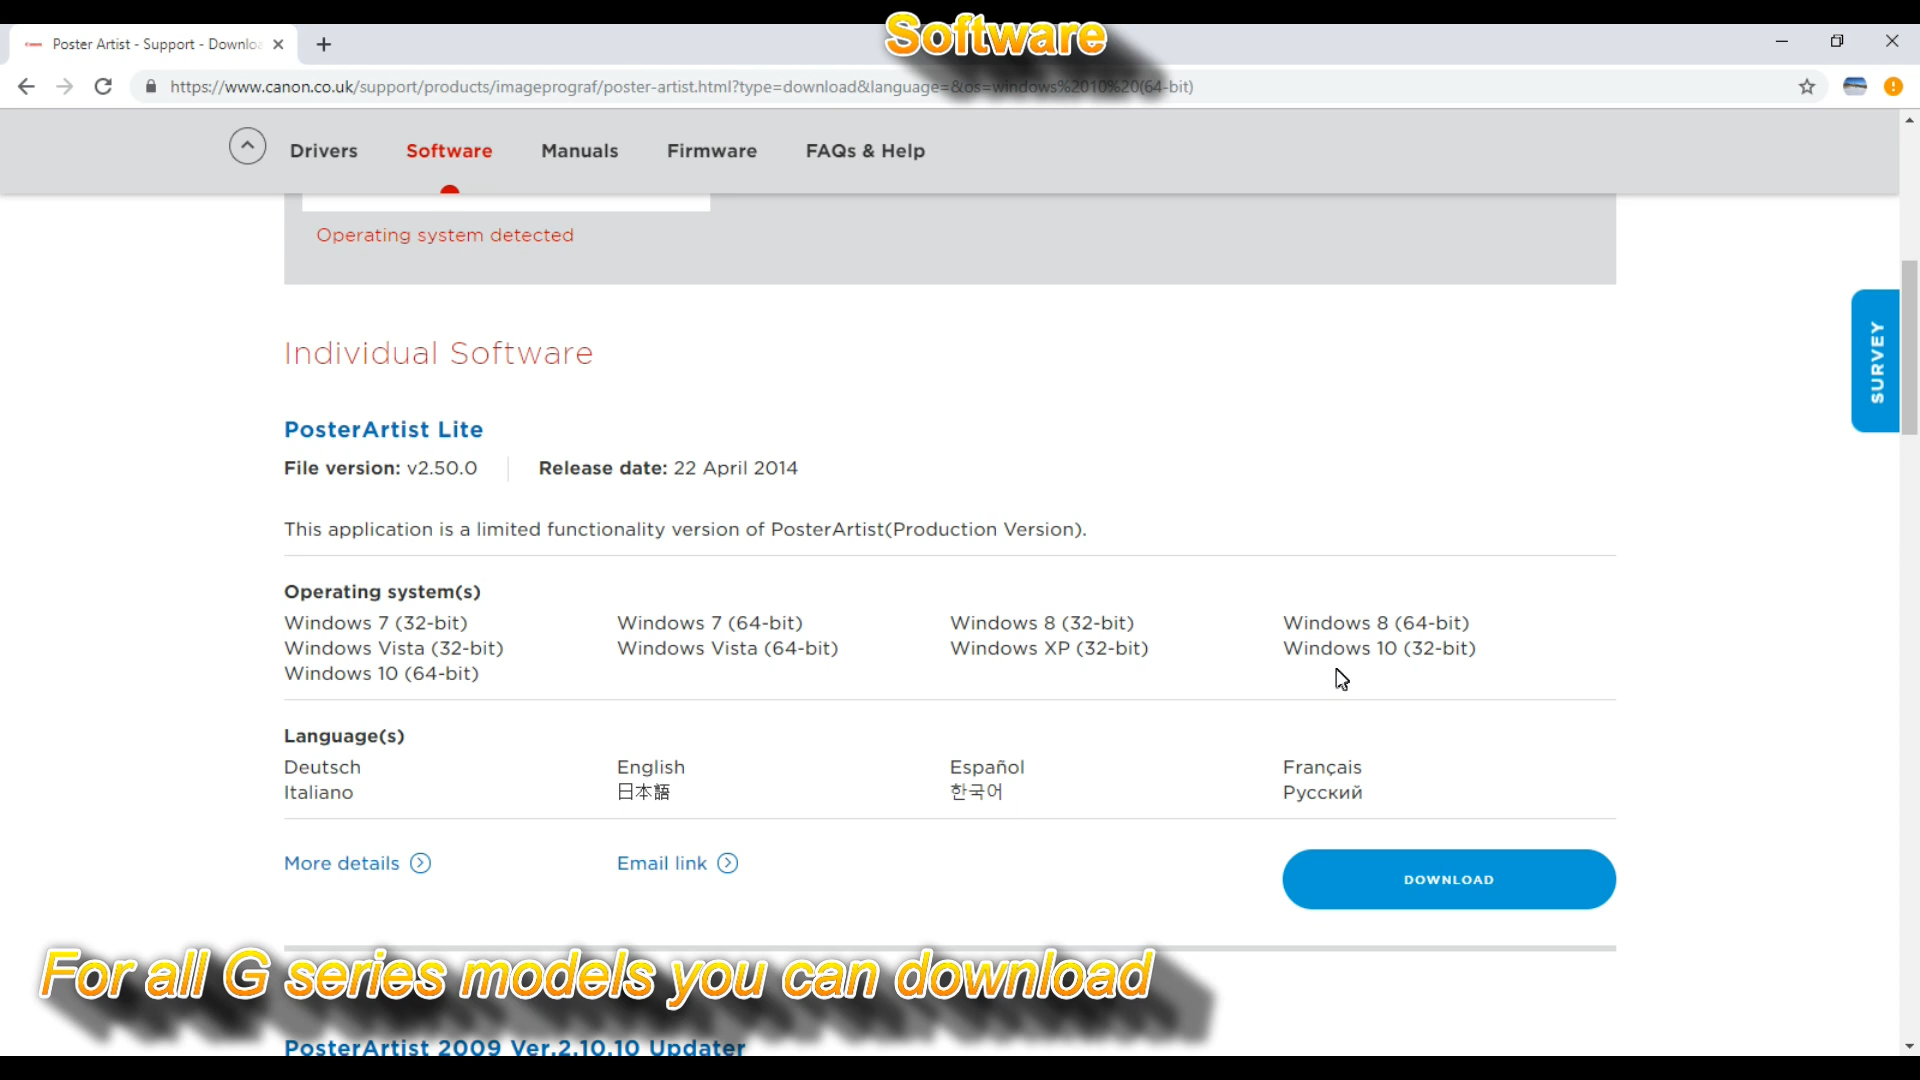 Software
Poster Artist - Support - Downlo
https://www.canon.co.uk/support/products/imageprograf/poster-artist.html?type=download&language=&os=windows%2010%20(64-bit)
Drivers Software Manuals Firmware FAQs & Help
Operating system detected
SURVEY
Individual Software
PosterArtist Lite
File version: v2.50.0 Release date: 22 April 2014
This application is a limited functionality version of PosterArtist(Production Version).
Operating system(s)
Windows 7 (32-bit) Windows 7 (64-bit) Windows 8 (32-bit) Windows 8 (64-bit)
Windows Vista (32-bit) Windows Vista (64-bit) Windows XP (32-bit) Windows 10 (32-bit)
Windows 10 (64-bit)
Language(s)
Deutsch English Español Français
Italiano 日本語 한국어 Русский
More details Email link DOWNLOAD
For all G series models you can download
PosterArtist 2009 Ver.2.10.10 Updater